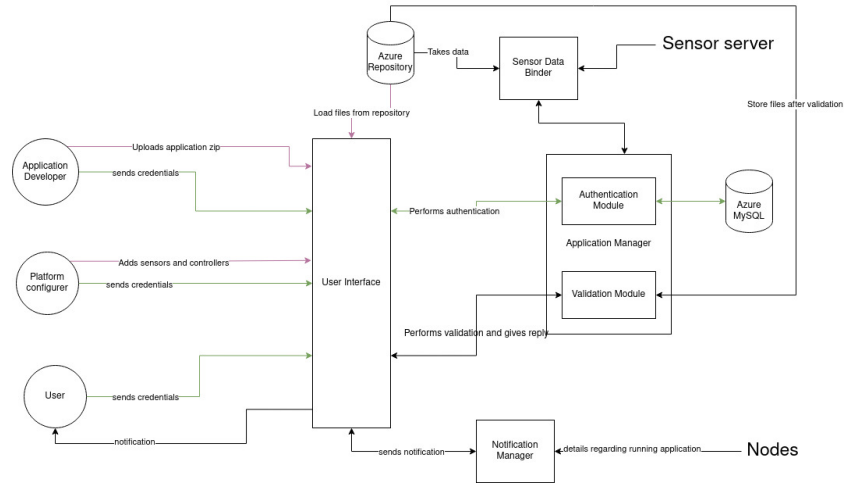 Azure
Repository
Takes data
Sensor Data
Binder
Sensor server
Store files after validation
Load files from repository
Application
Developer
Uploads application zip
sends credentials
Authentication
Module
Azure
MySQL
Performs authentication
Application Manager
Platform
configurer
Adds sensors and controllers
sends credentials
User Interface
Validation Module
Performs validation and gives reply
User
sends credentials
notification
sends notification
Notification
Manager
details regarding running application
Nodes